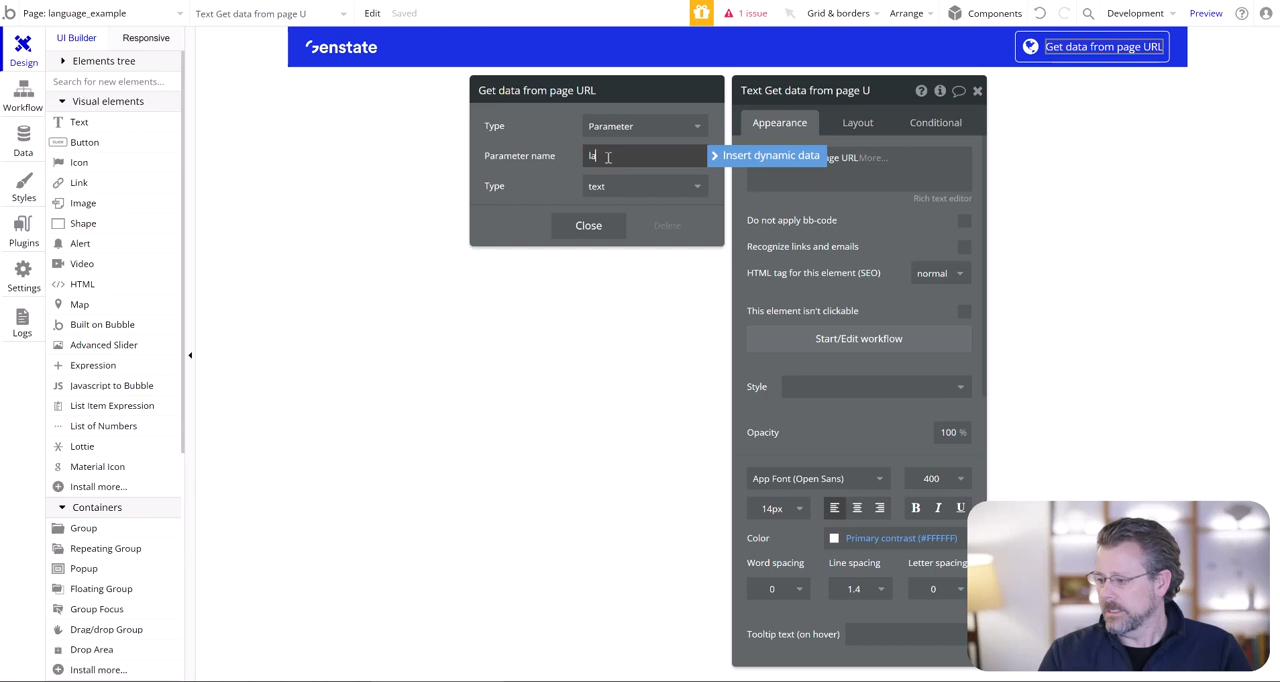 Page: language_example
Text Get data from page U
Edit
Saved
1 issue
Grid & borders
Arrange
Components
Development
Preview
Design
Workflow
Data
Styles
Plugins
Settings
Logs
UI Builder
Responsive
Elements tree
Search for new elements...
Visual elements
Text
Button
Icon
Link
Image
Shape
Alert
Video
HTML
Map
Built on Bubble
Advanced Slider
Expression
Javascript to Bubble
List Item Expression
List of Numbers
Lottie
Material Icon
Install more...
Containers
Group
Repeating Group
Popup
Floating Group
Group Focus
Drag/drop Group
Drop Area
Install more...
Genstate
Get data from page URL
Get data from page URL
Type
Parameter
Parameter name
la
Type
text
Close
Delete
Insert dynamic data
Text Get data from page U
Appearance
Layout
Conditional
age URL
More...
Rich text editor
Do not apply bb-code
Recognize links and emails
HTML tag for this element (SEO)
normal
This element isn't clickable
Start/Edit workflow
Style
Opacity
100 %
App Font (Open Sans)
400
14px
B I U
Color
Primary contrast (#FFFFFF)
Word spacing
Line spacing
Letter spacing
0
1.4
0
Tooltip text (on hover)